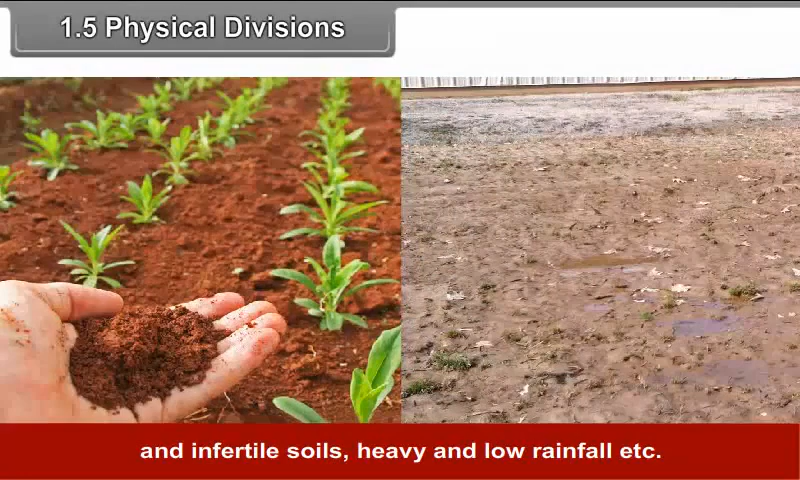 1.5 Physical Divisions
and infertile soils, heavy and low rainfall etc.